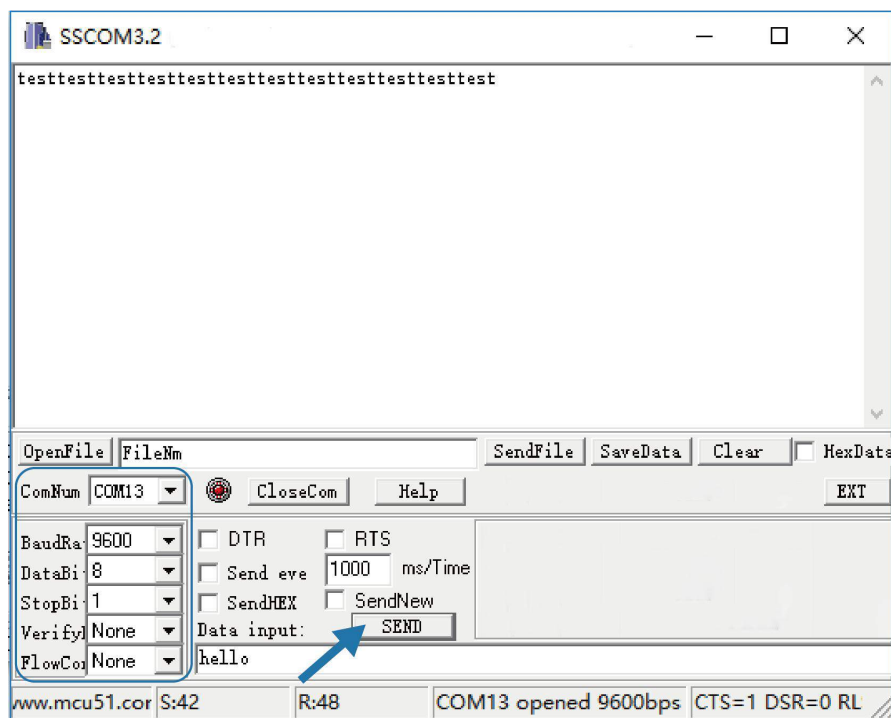 SSCOM3.2
testtesttesttesttesttesttesttesttesttesttesttest
OpenFile FileNm SendFile SaveData Clear HexData
ComNum COM13 CloseCom Help EXT
BaudRa 9600 DTR RTS
DataBi 8 Send eve 1000 ms/Time
StopBi 1 SendHEX SendNew
Verify None Data input: SEND
FlowCo None hello
www.mcu51.cor S:42 R:48 COM13 opened 9600bps CTS=1 DSR=0 RL